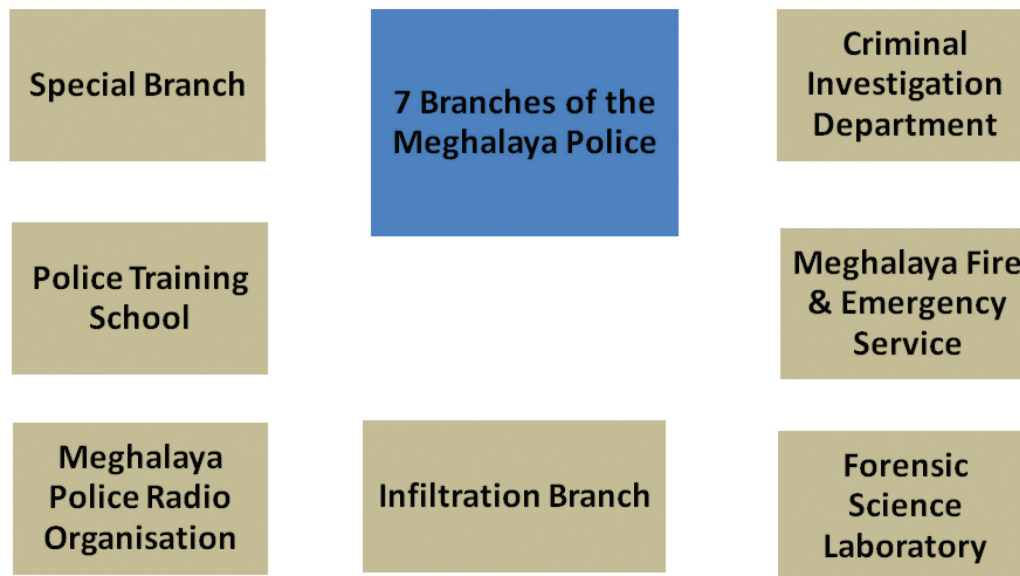 Special Branch
7 Branches of the
Meghalaya Police
Criminal
Investigation
Department
Police Training
School
Meghalaya Fire
& Emergency
Service
Meghalaya
Police Radio
Organisation
Infiltration Branch
Forensic
Science
Laboratory